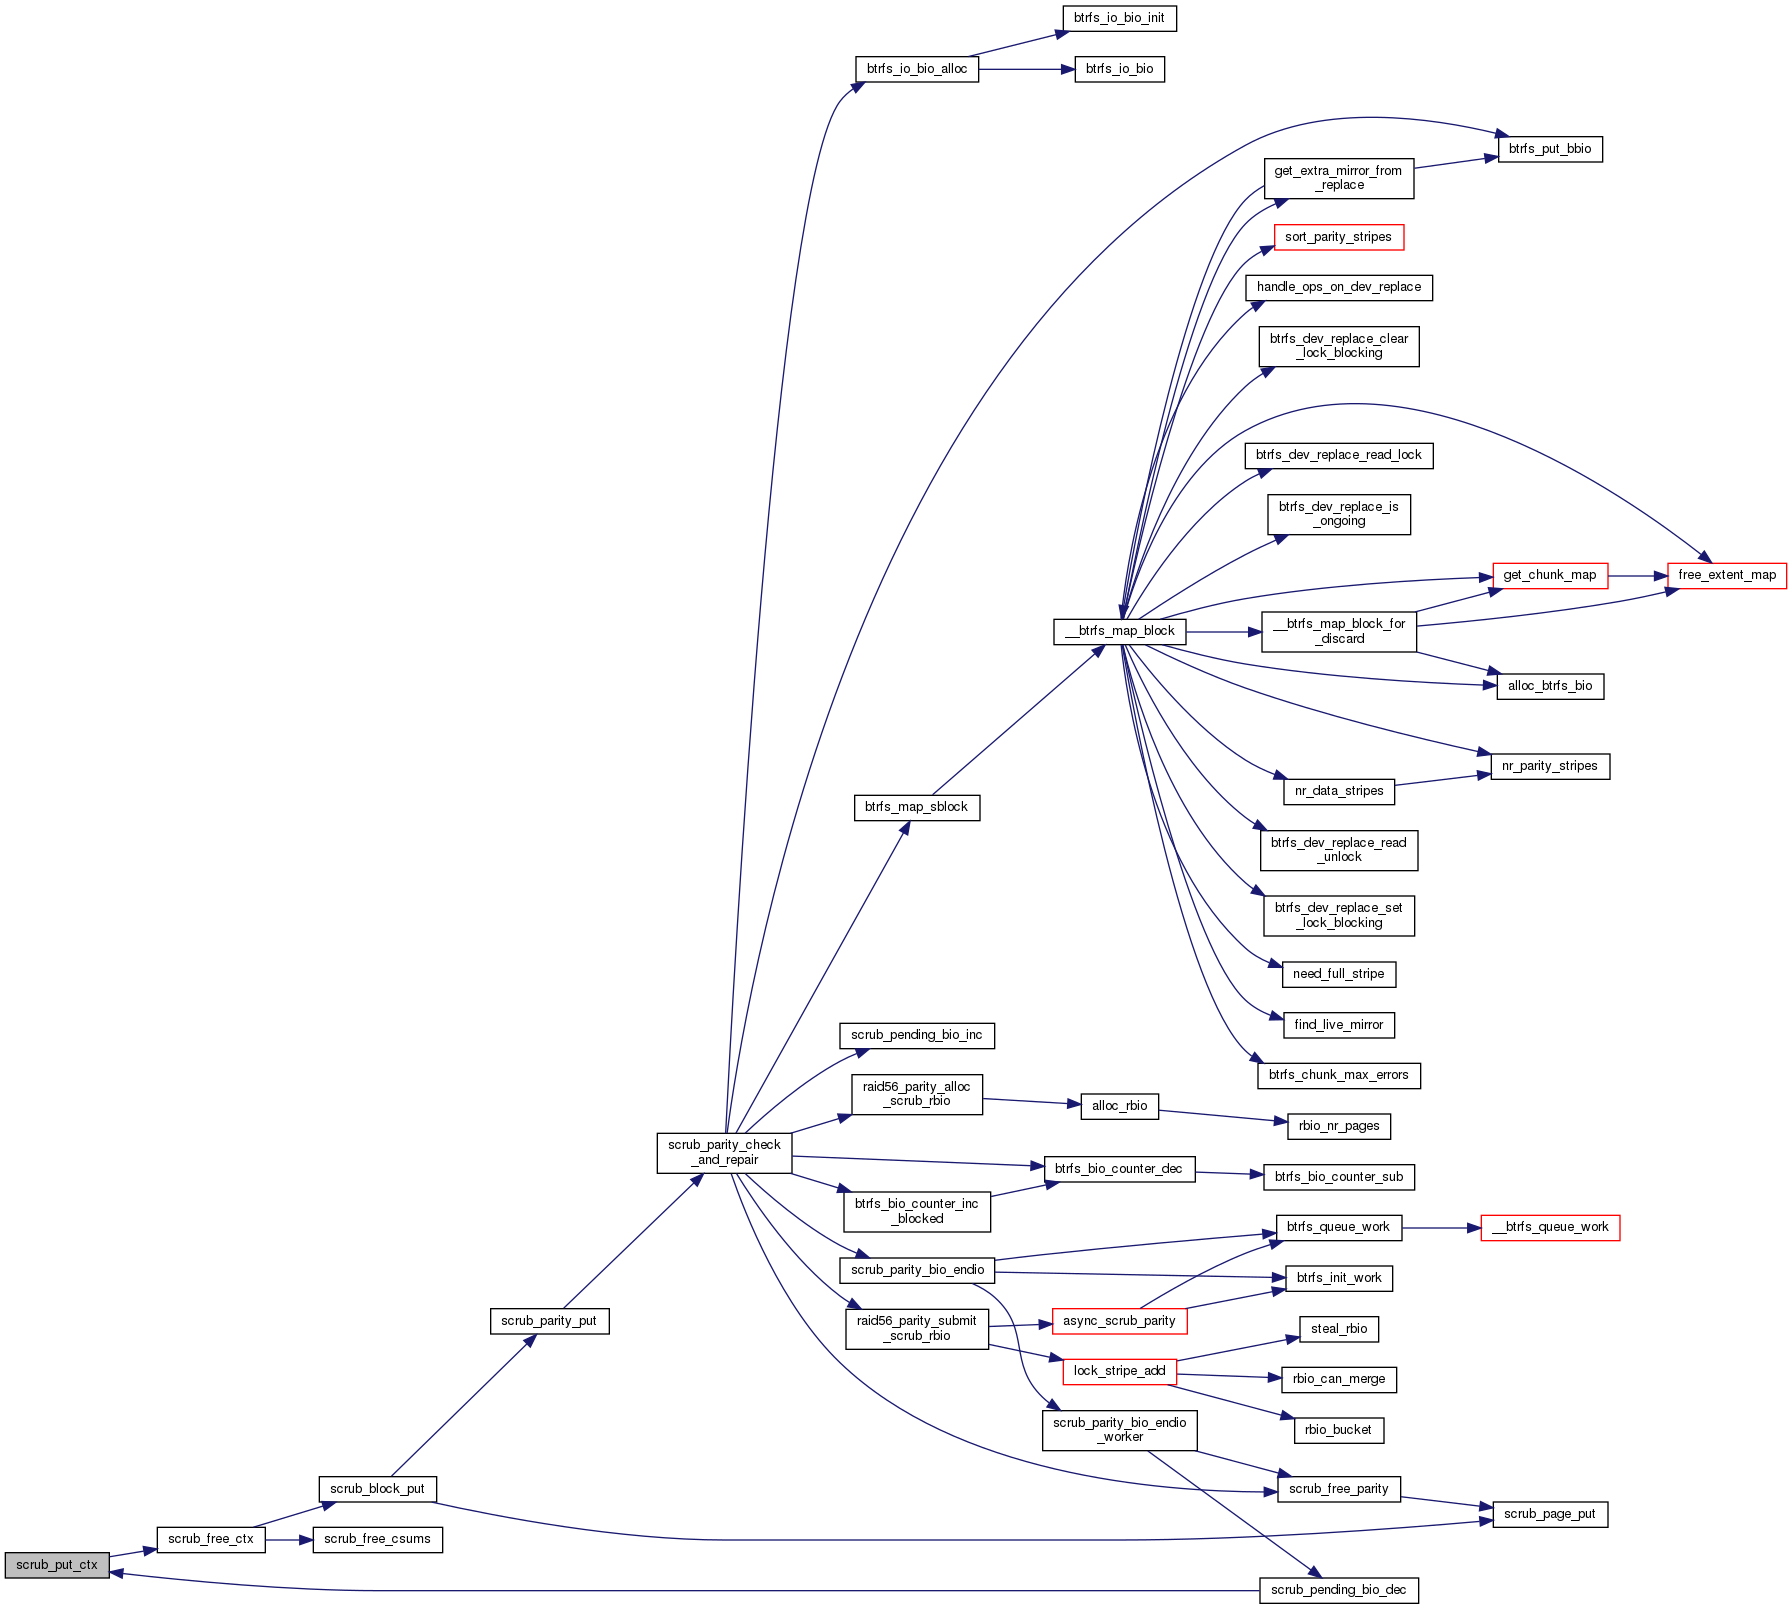 btrfs_io_bio_init
btrfs_io_bio_alloc
btrfs_io_bio
btrfs_put_bbio
get_extra_mirror_from
_replace
sort_parity_stripes
handle_ops_on_dev_replace
btrfs_dev_replace_clear
_lock_blocking
btrfs_dev_replace_read_lock
btrfs_dev_replace_is
_ongoing
get_chunk_map
free_extent_map
__btrfs_map_block
__btrfs_map_block_for
_discard
alloc_btrfs_bio
nr_parity_stripes
nr_data_stripes
btrfs_map_sblock
btrfs_dev_replace_read
_unlock
btrfs_dev_replace_set
_lock_blocking
need_full_stripe
find_live_mirror
scrub_pending_bio_inc
btrfs_chunk_max_errors
raid56_parity_alloc
_scrub_rbio
alloc_rbio
rbio_nr_pages
scrub_parity_check
_and_repair
btrfs_bio_counter_dec
btrfs_bio_counter_sub
btrfs_bio_counter_inc
_blocked
btrfs_queue_work
__btrfs_queue_work
scrub_parity_bio_endio
btrfs_init_work
scrub_parity_put
raid56_parity_submit
_scrub_rbio
async_scrub_parity
steal_rbio
lock_stripe_add
rbio_can_merge
scrub_parity_bio_endio
_worker
rbio_bucket
scrub_block_put
scrub_free_parity
scrub_page_put
scrub_free_ctx
scrub_free_csums
scrub_put_ctx
scrub_pending_bio_dec